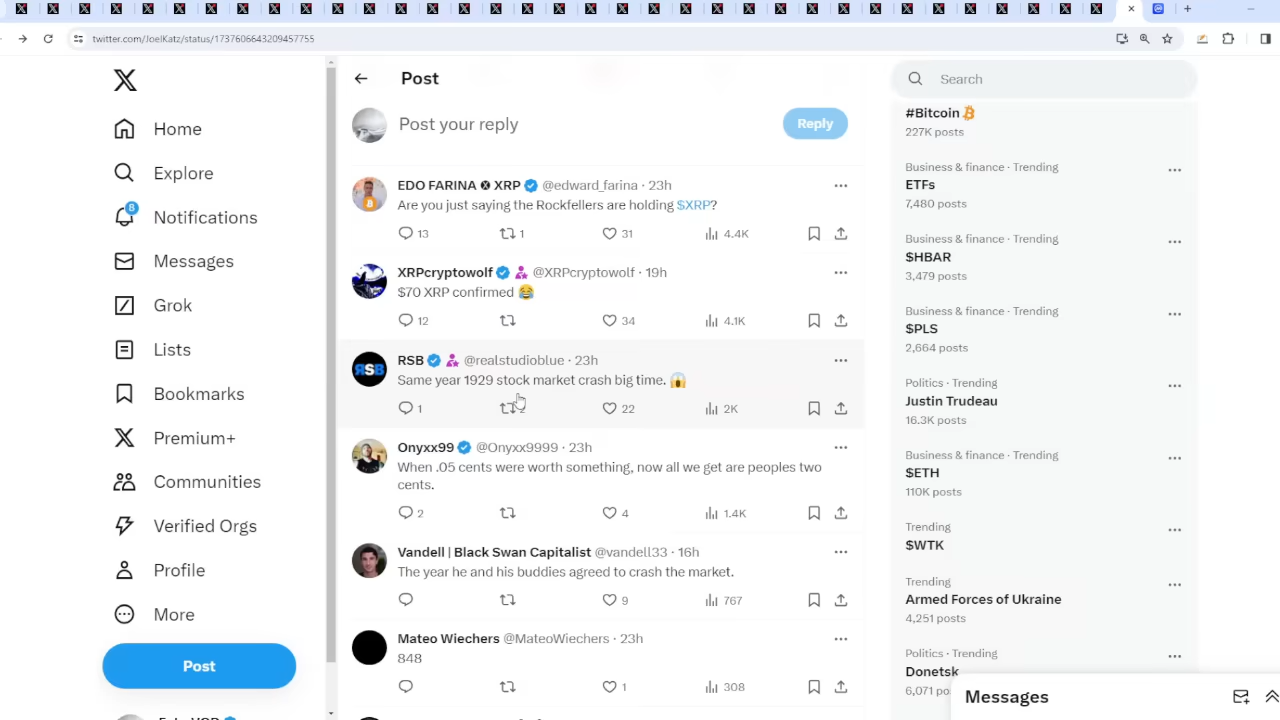 twitter.com/JoelKatz/status/1737606643209457755
Home
Explore
8
Notifications
Messages
Grok
Lists
Bookmarks
Premium+
Communities
Verified Orgs
Profile
More
Post
Post
Post your reply
Reply
EDO FARINA 🅧 XRP @edward_farina · 23h
Are you just saying the Rockfellers are holding $XRP?
13 1 31 4.4K
XRPcryptowolf @XRPcryptowolf · 19h
$70 XRP confirmed 😂
12 34 4.1K
RSB
RSB @realstudioblue · 23h
Same year 1929 stock market crash big time. 😱
1 2 22 2K
Onyxx99 @Onyxx9999 · 23h
When .05 cents were worth something, now all we get are peoples two
cents.
2 4 1.4K
Vandell | Black Swan Capitalist @vandell33 · 16h
The year he and his buddies agreed to crash the market.
9 767
Mateo Wiechers @MateoWiechers · 23h
848
1 308
Search
#Bitcoin
227K posts
Business & finance · Trending
ETFs
7,480 posts
Business & finance · Trending
$HBAR
3,479 posts
Business & finance · Trending
$PLS
2,664 posts
Politics · Trending
Justin Trudeau
16.3K posts
Business & finance · Trending
$ETH
110K posts
Trending
$WTK
Trending
Armed Forces of Ukraine
4,251 posts
Politics · Trending
Donetsk
6,071 po
Messages